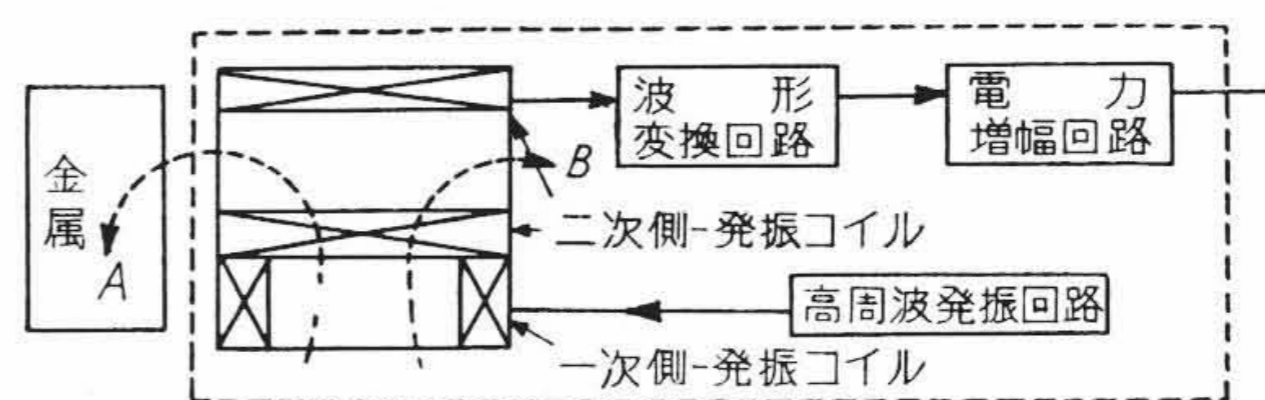 金属
A
B
波形
変換回路
電力
増幅回路
二次側-発振コイル
高周波発振回路
一次側-発振コイル